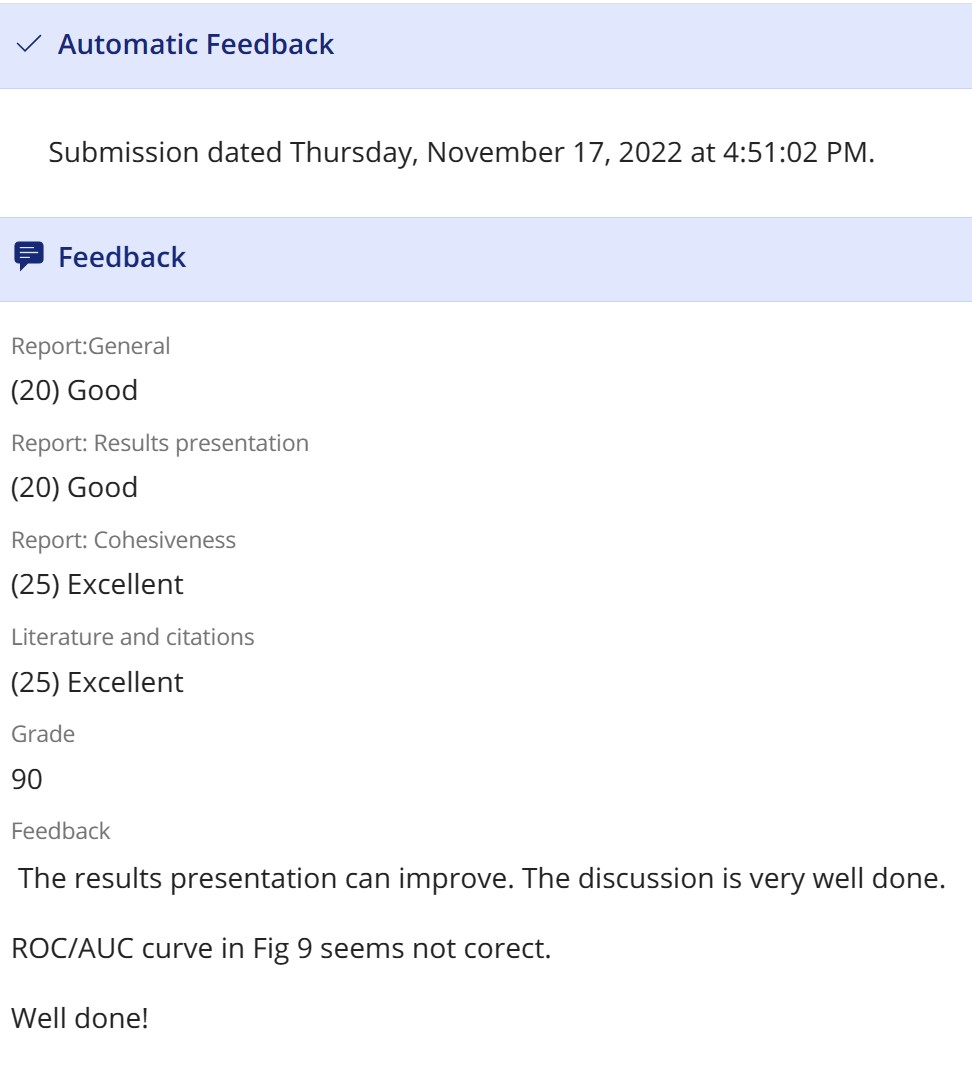 Automatic Feedback
Submission dated Thursday, November 17, 2022 at 4:51:02 PM.
Feedback
Report:General
(20) Good
Report: Results presentation
(20) Good
Report: Cohesiveness
(25) Excellent
Literature and citations
(25) Excellent
Grade
90
Feedback
The results presentation can improve. The discussion is very well done.
ROC/AUC curve in Fig 9 seems not corect.
Well done!